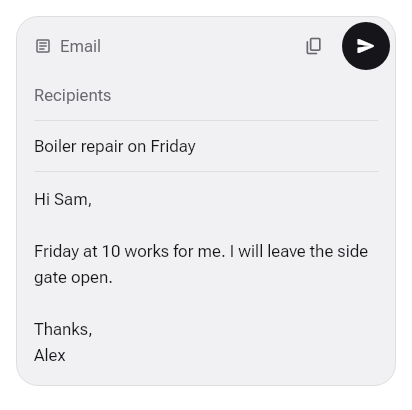 Email
Recipients
Boiler repair on Friday
Hi Sam,
Friday at 10 works for me. I will leave the side
gate open.
Thanks,
Alex